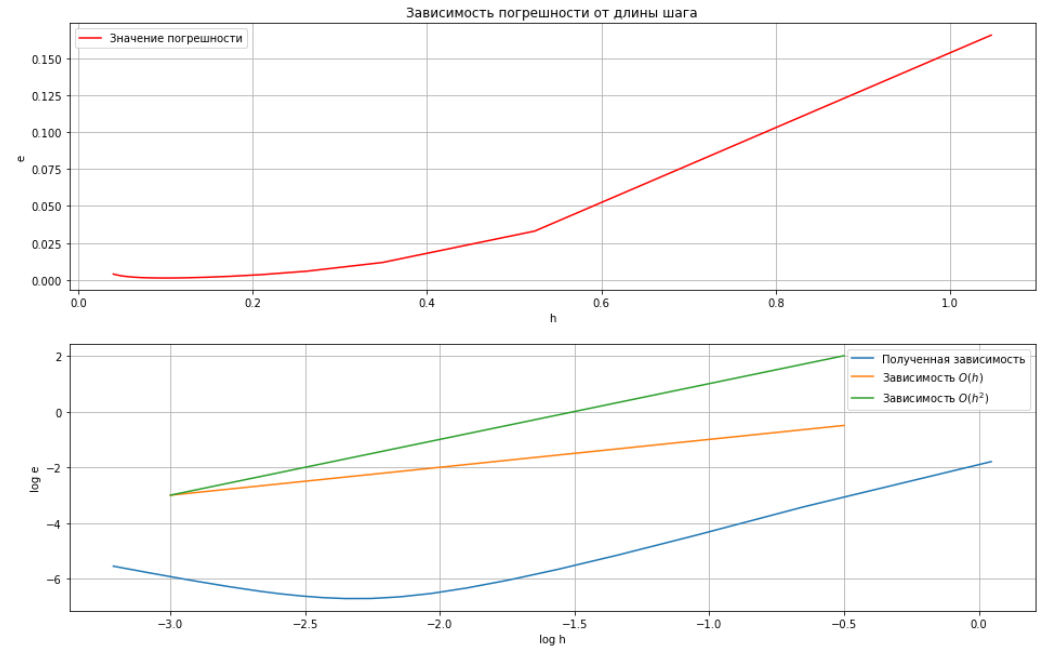 Зависимость погрешности от длины шага
Значение погрешности
0.150
0.125
0.100
0.075
0.050
0.025
0.000
e
0.0 0.2 0.4 0.6 0.8 1.0
h
Полученная зависимость
Зависимость O(h)
Зависимость O(h²)
2
0
−2
−4
−6
log e
−3.0 −2.5 −2.0 −1.5 −1.0 −0.5 0.0
log h